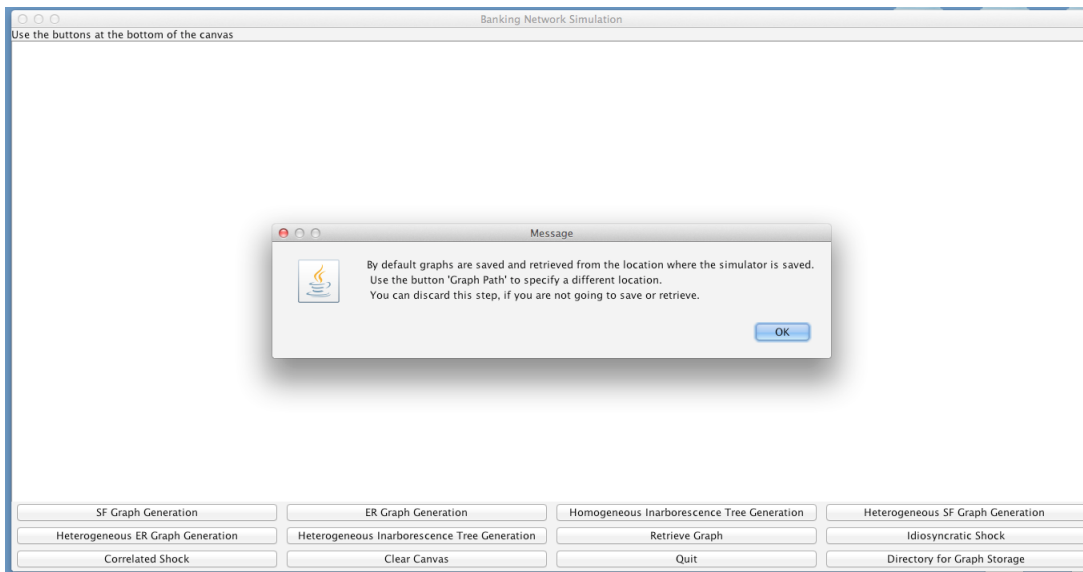 Banking Network Simulation
Use the buttons at the bottom of the canvas
Message
By default graphs are saved and retrieved from the location where the simulator is saved.
Use the button 'Graph Path' to specify a different location.
You can discard this step, if you are not going to save or retrieve.
OK
SF Graph Generation ER Graph Generation Homogeneous Inarborescence Tree Generation Heterogeneous SF Graph Generation
Heterogeneous ER Graph Generation Heterogeneous Inarborescence Tree Generation Retrieve Graph Idiosyncratic Shock
Correlated Shock Clear Canvas Quit Directory for Graph Storage